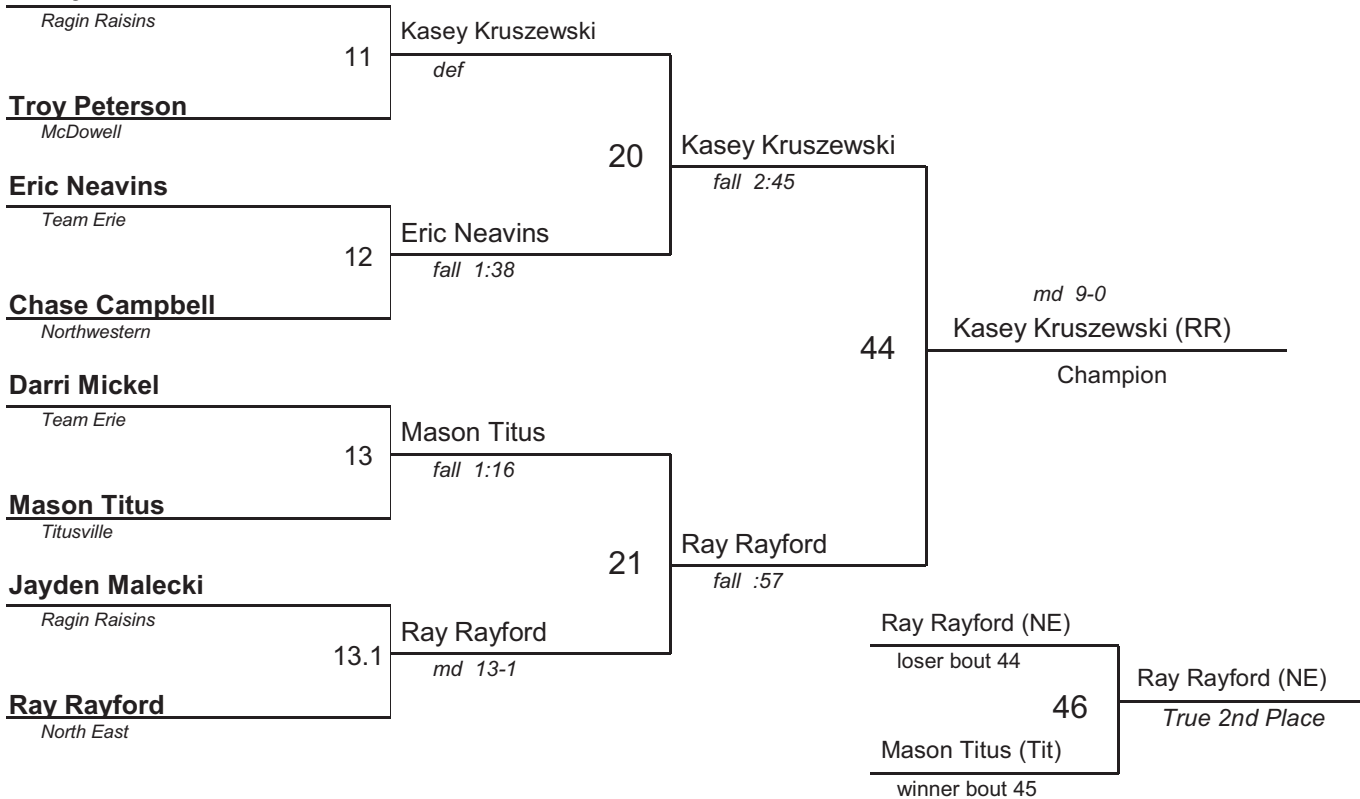 Ragin Raisins
11
Kasey Kruszewski
def
Troy Peterson
McDowell
20
Kasey Kruszewski
fall 2:45
Eric Neavins
Team Erie
12
Eric Neavins
fall 1:38
Chase Campbell
Northwestern
44
md 9-0
Kasey Kruszewski (RR)
Champion
Darri Mickel
Team Erie
13
Mason Titus
fall 1:16
Mason Titus
Titusville
21
Ray Rayford
fall :57
Jayden Malecki
Ragin Raisins
13.1
Ray Rayford
md 13-1
Ray Rayford
North East
Ray Rayford (NE)
loser bout 44
46
Ray Rayford (NE)
True 2nd Place
Mason Titus (Tit)
winner bout 45